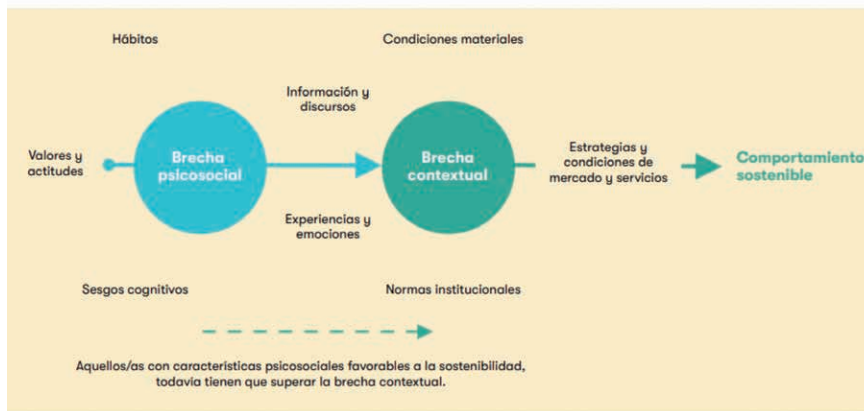 Hábitos
Condiciones materiales
Información y
discursos
Valores y
actitudes
Brecha
psicosocial
Brecha
contextual
Estrategias y
condiciones de
mercado y servicios
Comportamiento
sostenible
Experiencias y
emociones
Sesgos cognitivos
Normas institucionales
Aquellos/as con características psicosociales favorables a la sostenibilidad,
todavía tienen que superar la brecha contextual.